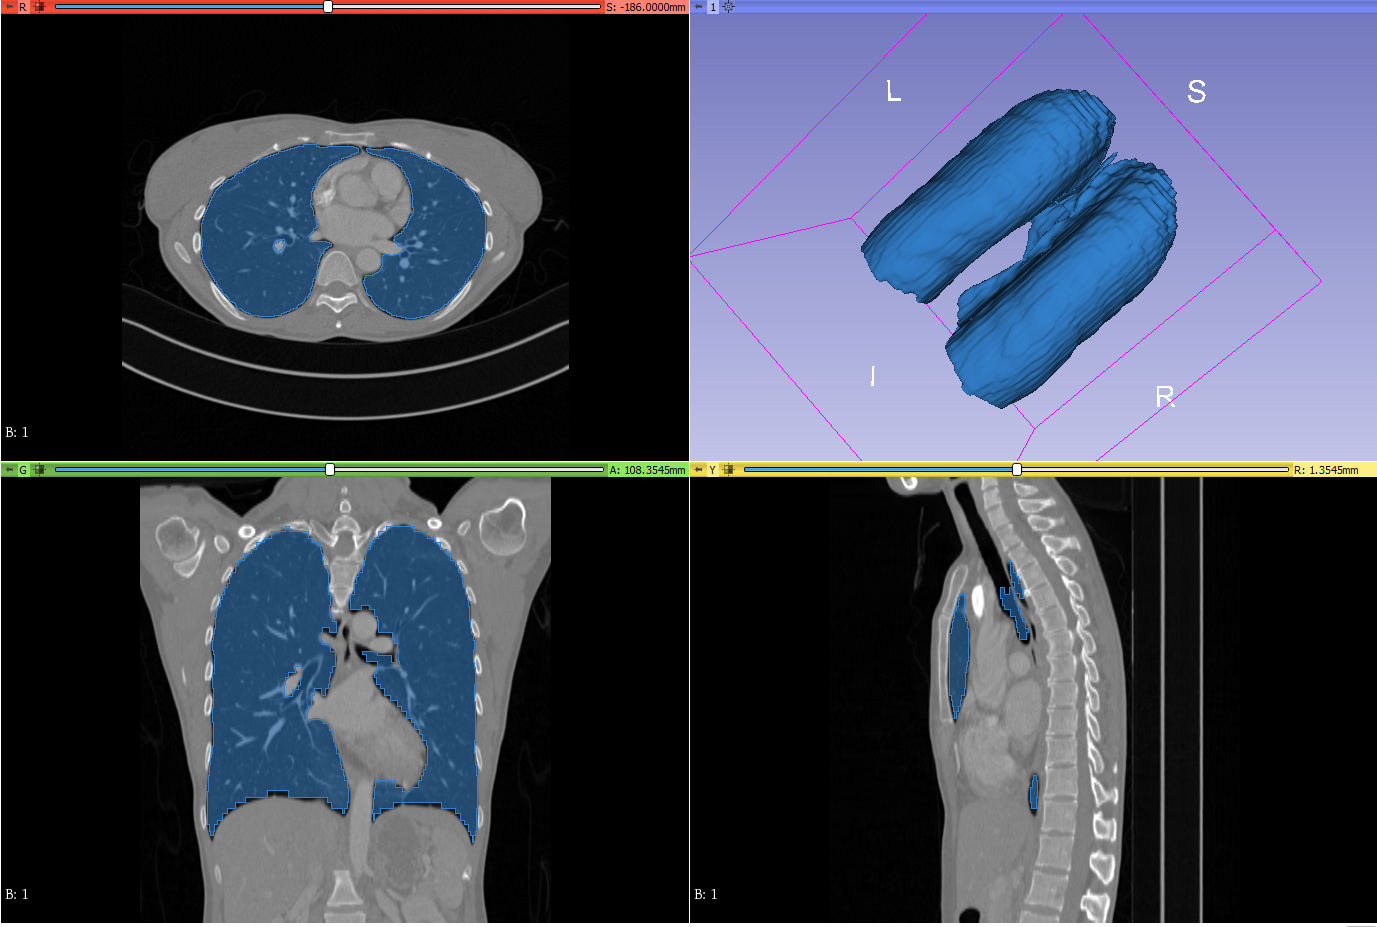 R S: -186.0000mm
B: 1
1
L
S
I
R
G A: 108.3545mm
B: 1
Y R: 1.3545mm
B: 1